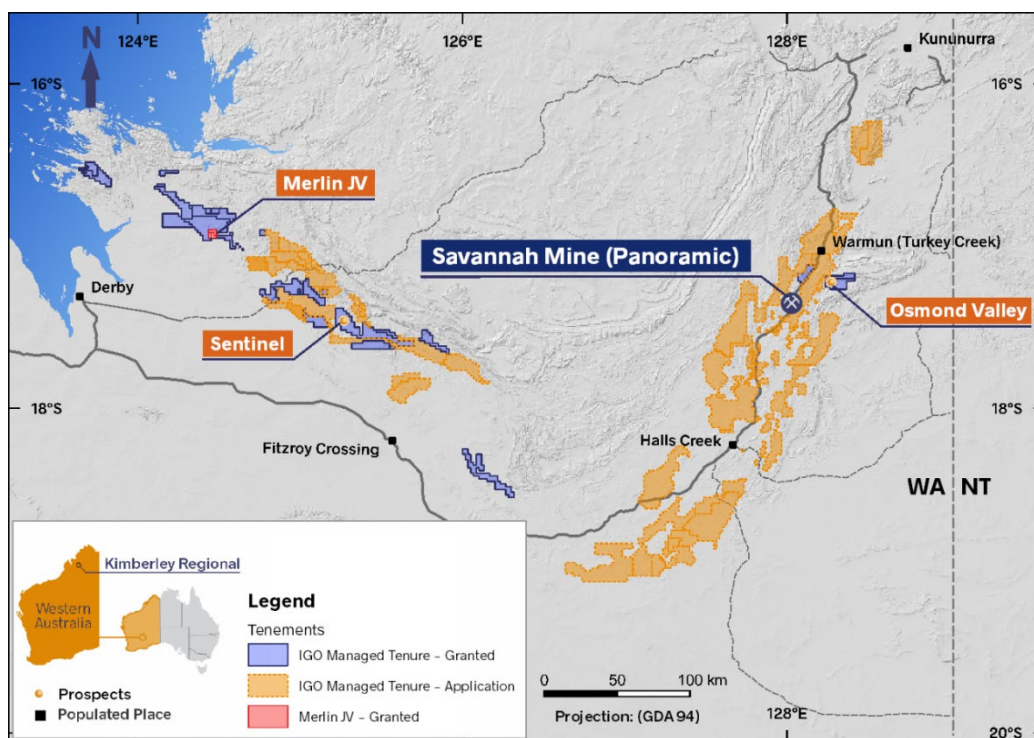 124°E
126°E
128°E
N
Kununurra
16°S
16°S
Merlin JV
Savannah Mine (Panoramic)
Warmun (Turkey Creek)
Derby
Osmond Valley
Sentinel
18°S
18°S
Fitzroy Crossing
Halls Creek
WA
NT
Kimberley Regional
Western
Australia
Legend
Tenements
IGO Managed Tenure – Granted
IGO Managed Tenure – Application
Merlin JV – Granted
Prospects
Populated Place
0 50 100 km
Projection: (GDA 94)
128°E
20°S